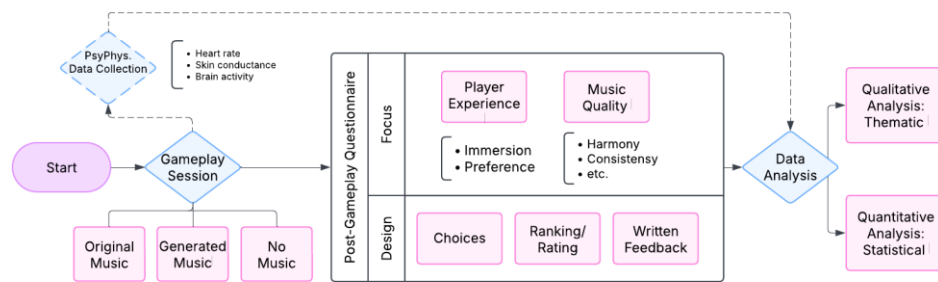 PsyPhys.
Data Collection
• Heart rate
• Skin conductance
• Brain activity
Start
Gameplay
Session
Original
Music
Generated
Music
No
Music
Post-Gameplay Questionnaire
Focus
Player
Experience
Music
Quality
• Immersion
• Preference
• Harmony
• Consistensy
• etc.
Design
Choices
Ranking/
Rating
Written
Feedback
Data
Analysis
Qualitative
Analysis:
Thematic
Quantitative
Analysis:
Statistical